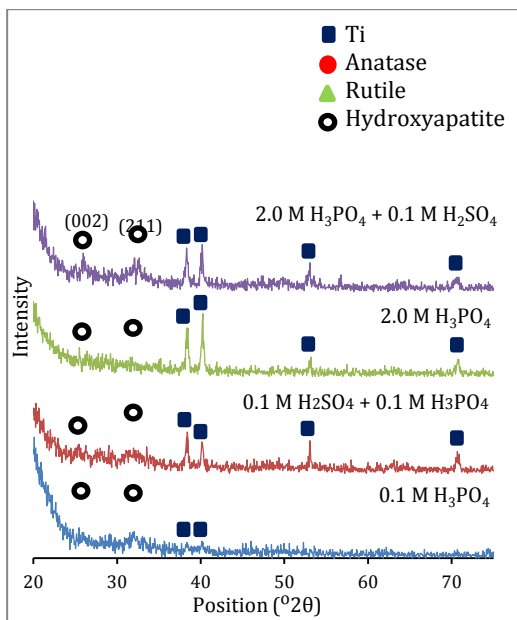 Ti
Anatase
Rutile
Hydroxyapatite
(002)
(211)
2.0 M H₃PO₄ + 0.1 M H₂SO₄
2.0 M H₃PO₄
0.1 M H2SO4 + 0.1 M H3PO4
0.1 M H₃PO₄
Intensity
20 30 40 50 60 70
Position (⁰2θ)